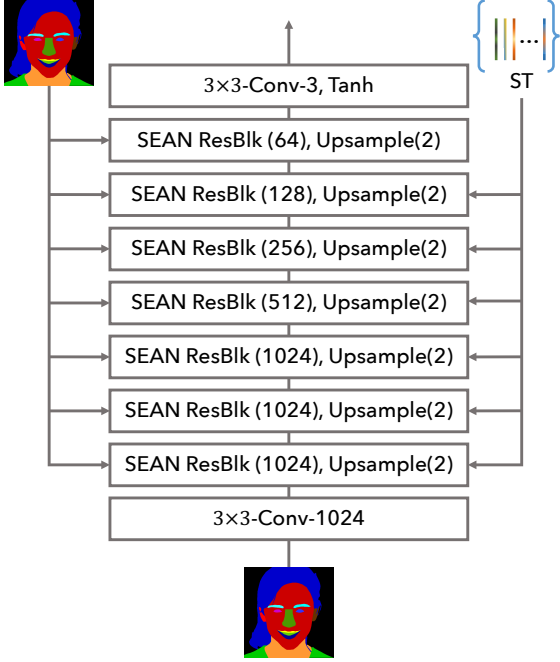 ST
3×3-Conv-3, Tanh
SEAN ResBlk (64), Upsample(2)
SEAN ResBlk (128), Upsample(2)
SEAN ResBlk (256), Upsample(2)
SEAN ResBlk (512), Upsample(2)
SEAN ResBlk (1024), Upsample(2)
SEAN ResBlk (1024), Upsample(2)
SEAN ResBlk (1024), Upsample(2)
3×3-Conv-1024